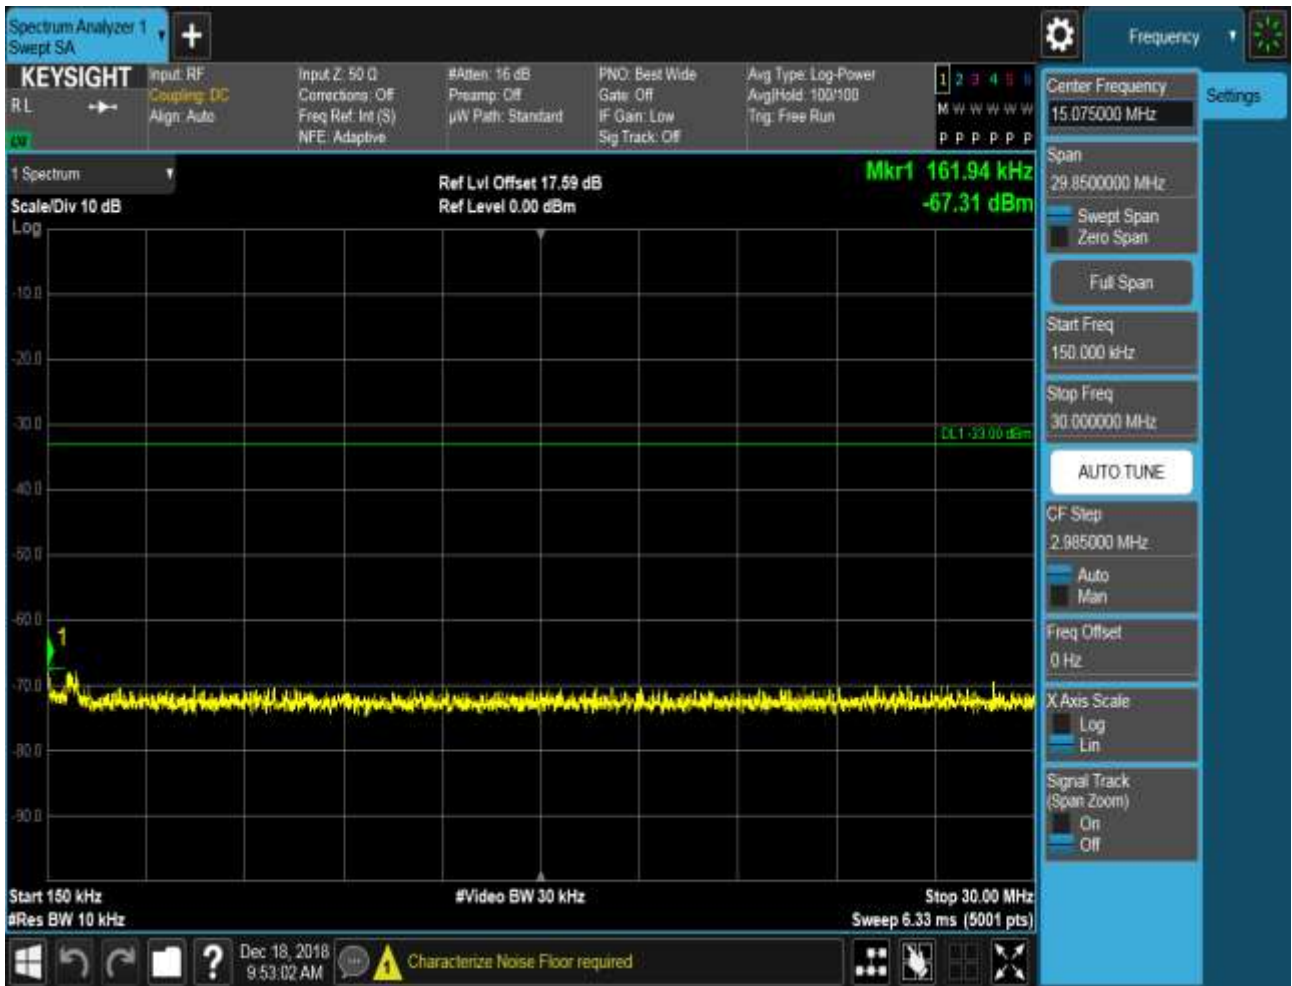 Spectrum Analyzer 1
Swept SA
Frequency
KEYSIGHT
RL
Input: RF
Coupling: DC
Align: Auto
Input Z: 50 Ω
Corrections: Off
Freq Ref: Int (S)
NFE: Adaptive
#Atten: 16 dB
Preamp: Off
µW Path: Standard
PNO: Best Wide
Gate: Off
IF Gain: Low
Sig Track: Off
Avg Type: Log-Power
Avg|Hold: 100/100
Trig: Free Run
1 2 3 4 5 6
M W W W W W
P P P P P P
1 Spectrum
Scale/Div 10 dB
Log
Ref Lvl Offset 17.59 dB
Ref Level 0.00 dBm
Mkr1 161.94 kHz
-67.31 dBm
-10.0
-20.0
-30.0
DL1 -33.00 dBm
-40.0
-50.0
-60.0
1
-70.0
-80.0
-90.0
Start 150 kHz
#Video BW 30 kHz
Stop 30.00 MHz
#Res BW 10 kHz
Sweep 6.33 ms (5001 pts)
Center Frequency
15.075000 MHz
Settings
Span
29.8500000 MHz
Swept Span
Zero Span
Full Span
Start Freq
150.000 kHz
Stop Freq
30.000000 MHz
AUTO TUNE
CF Step
2.985000 MHz
Auto
Man
Freq Offset
0 Hz
X Axis Scale
Log
Lin
Signal Track
(Span Zoom)
On
Off
?
Dec 18, 2018
9:53:02 AM
1
Characterize Noise Floor required